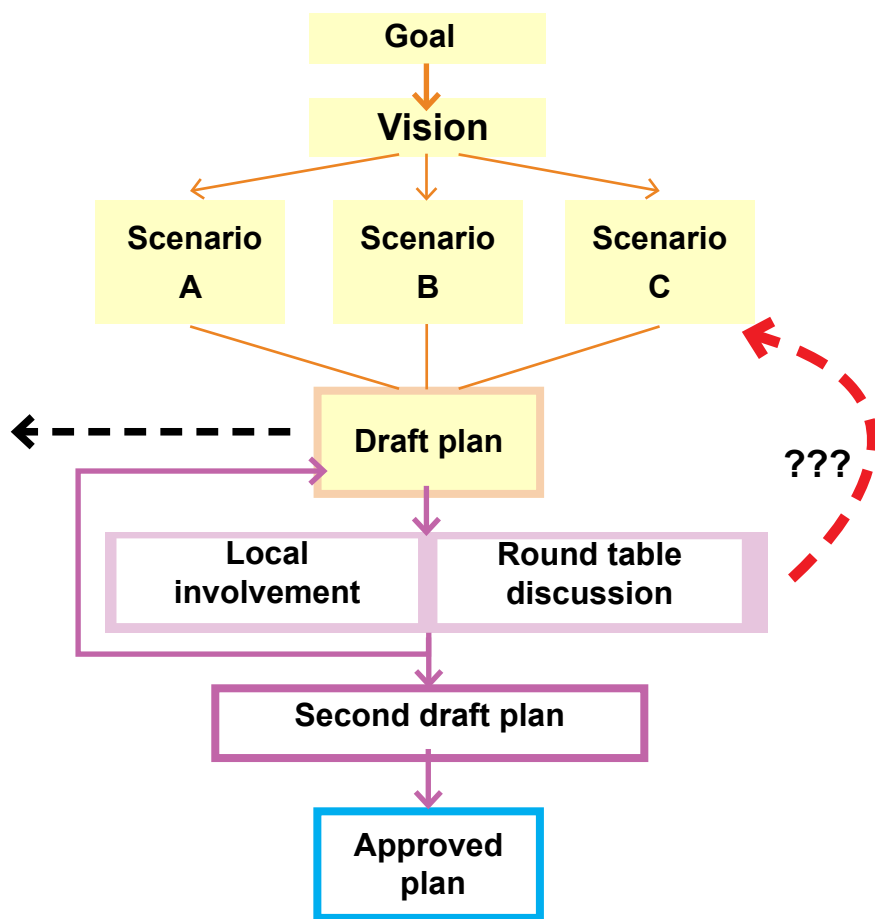 Goal
Vision
Scenario
A
Scenario
B
Scenario
C
Draft plan
???
Local
involvement
Round table
discussion
Second draft plan
Approved
plan